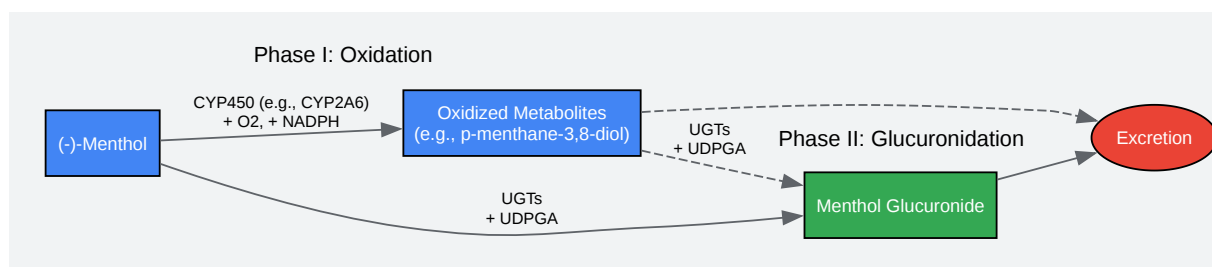 Phase I: Oxidation
CYP450 (e.g., CYP2A6)
+ O2, + NADPH
(-)-Menthol
Oxidized Metabolites
(e.g., p-menthane-3,8-diol)
UGTs
+ UDPGA
Phase II: Glucuronidation
Excretion
UGTs
+ UDPGA
Menthol Glucuronide